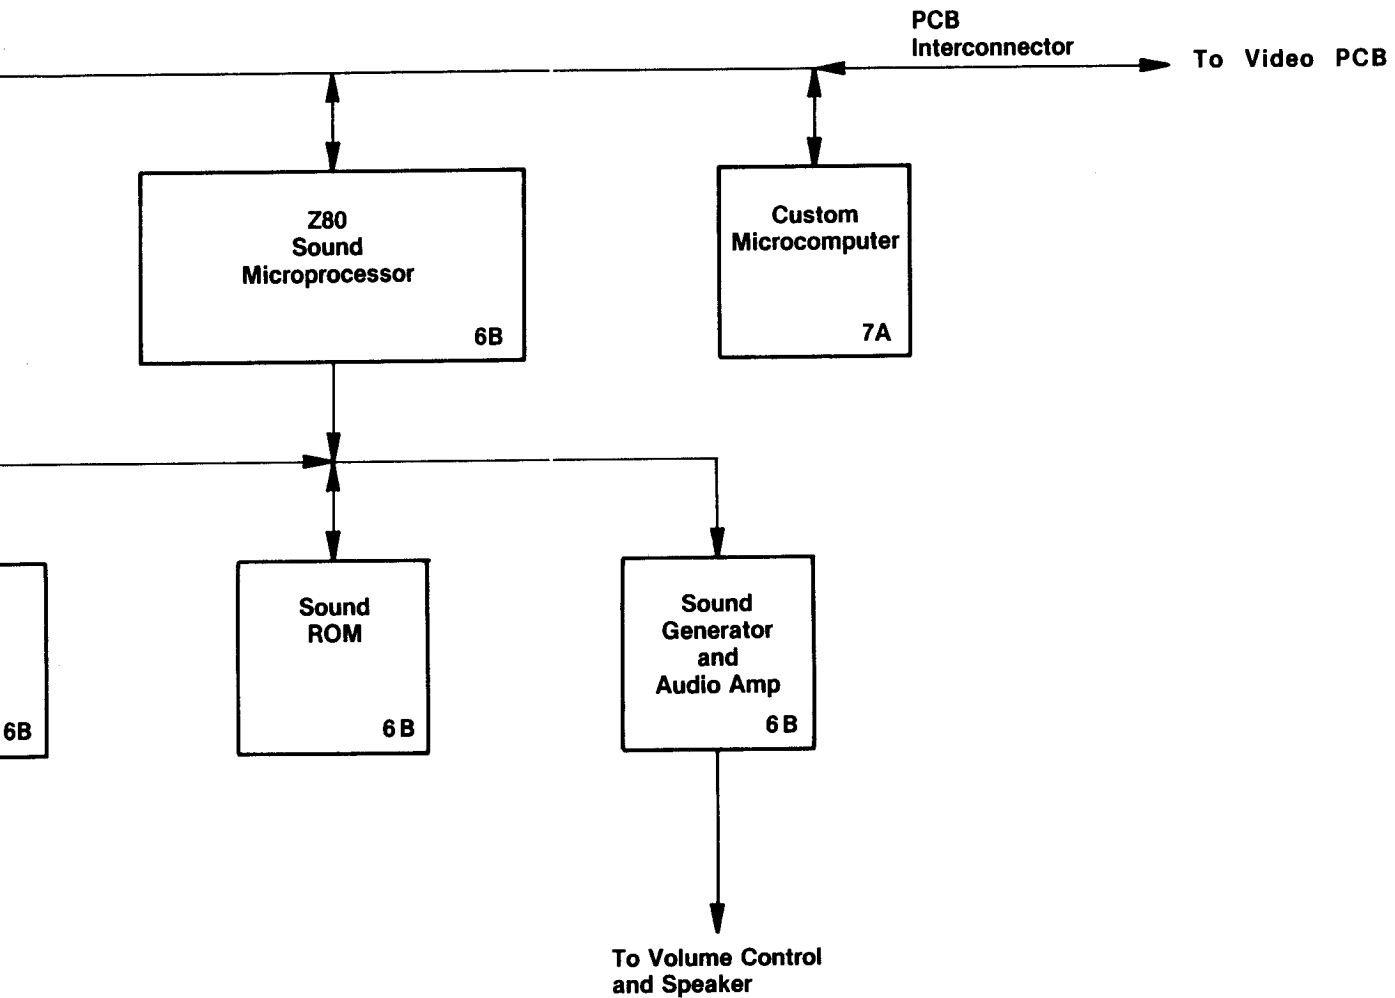 PCB
Interconnector
To Video PCB
Z80
Sound
Microprocessor
6B
Custom
Microcomputer
7A
6B
Sound
ROM
6B
Sound
Generator
and
Audio Amp
6B
To Volume Control
and Speaker